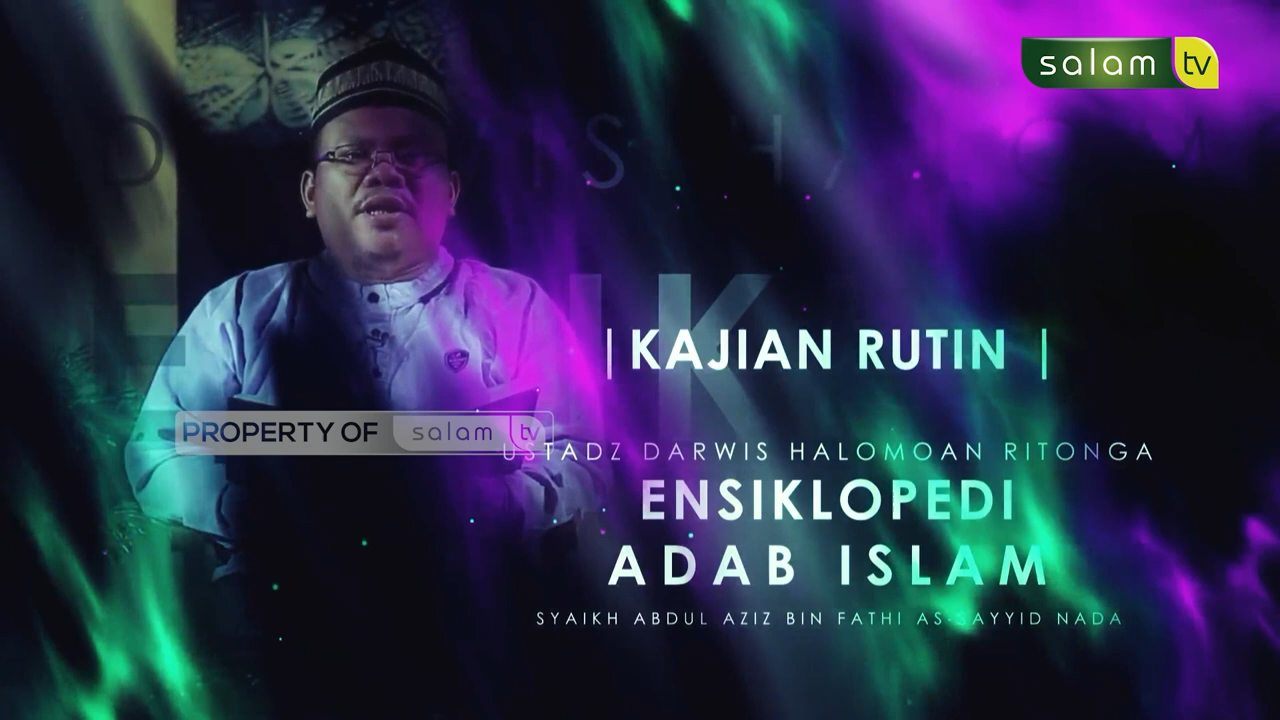 salam tv
| KAJIAN RUTIN |
PROPERTY OF salam tv
USTADZ DARWIS HALOMOAN RITONGA
ENSIKLOPEDI
ADAB ISLAM
SYAIKH ABDUL AZIZ BIN FATHI AS-SAYYID NADA